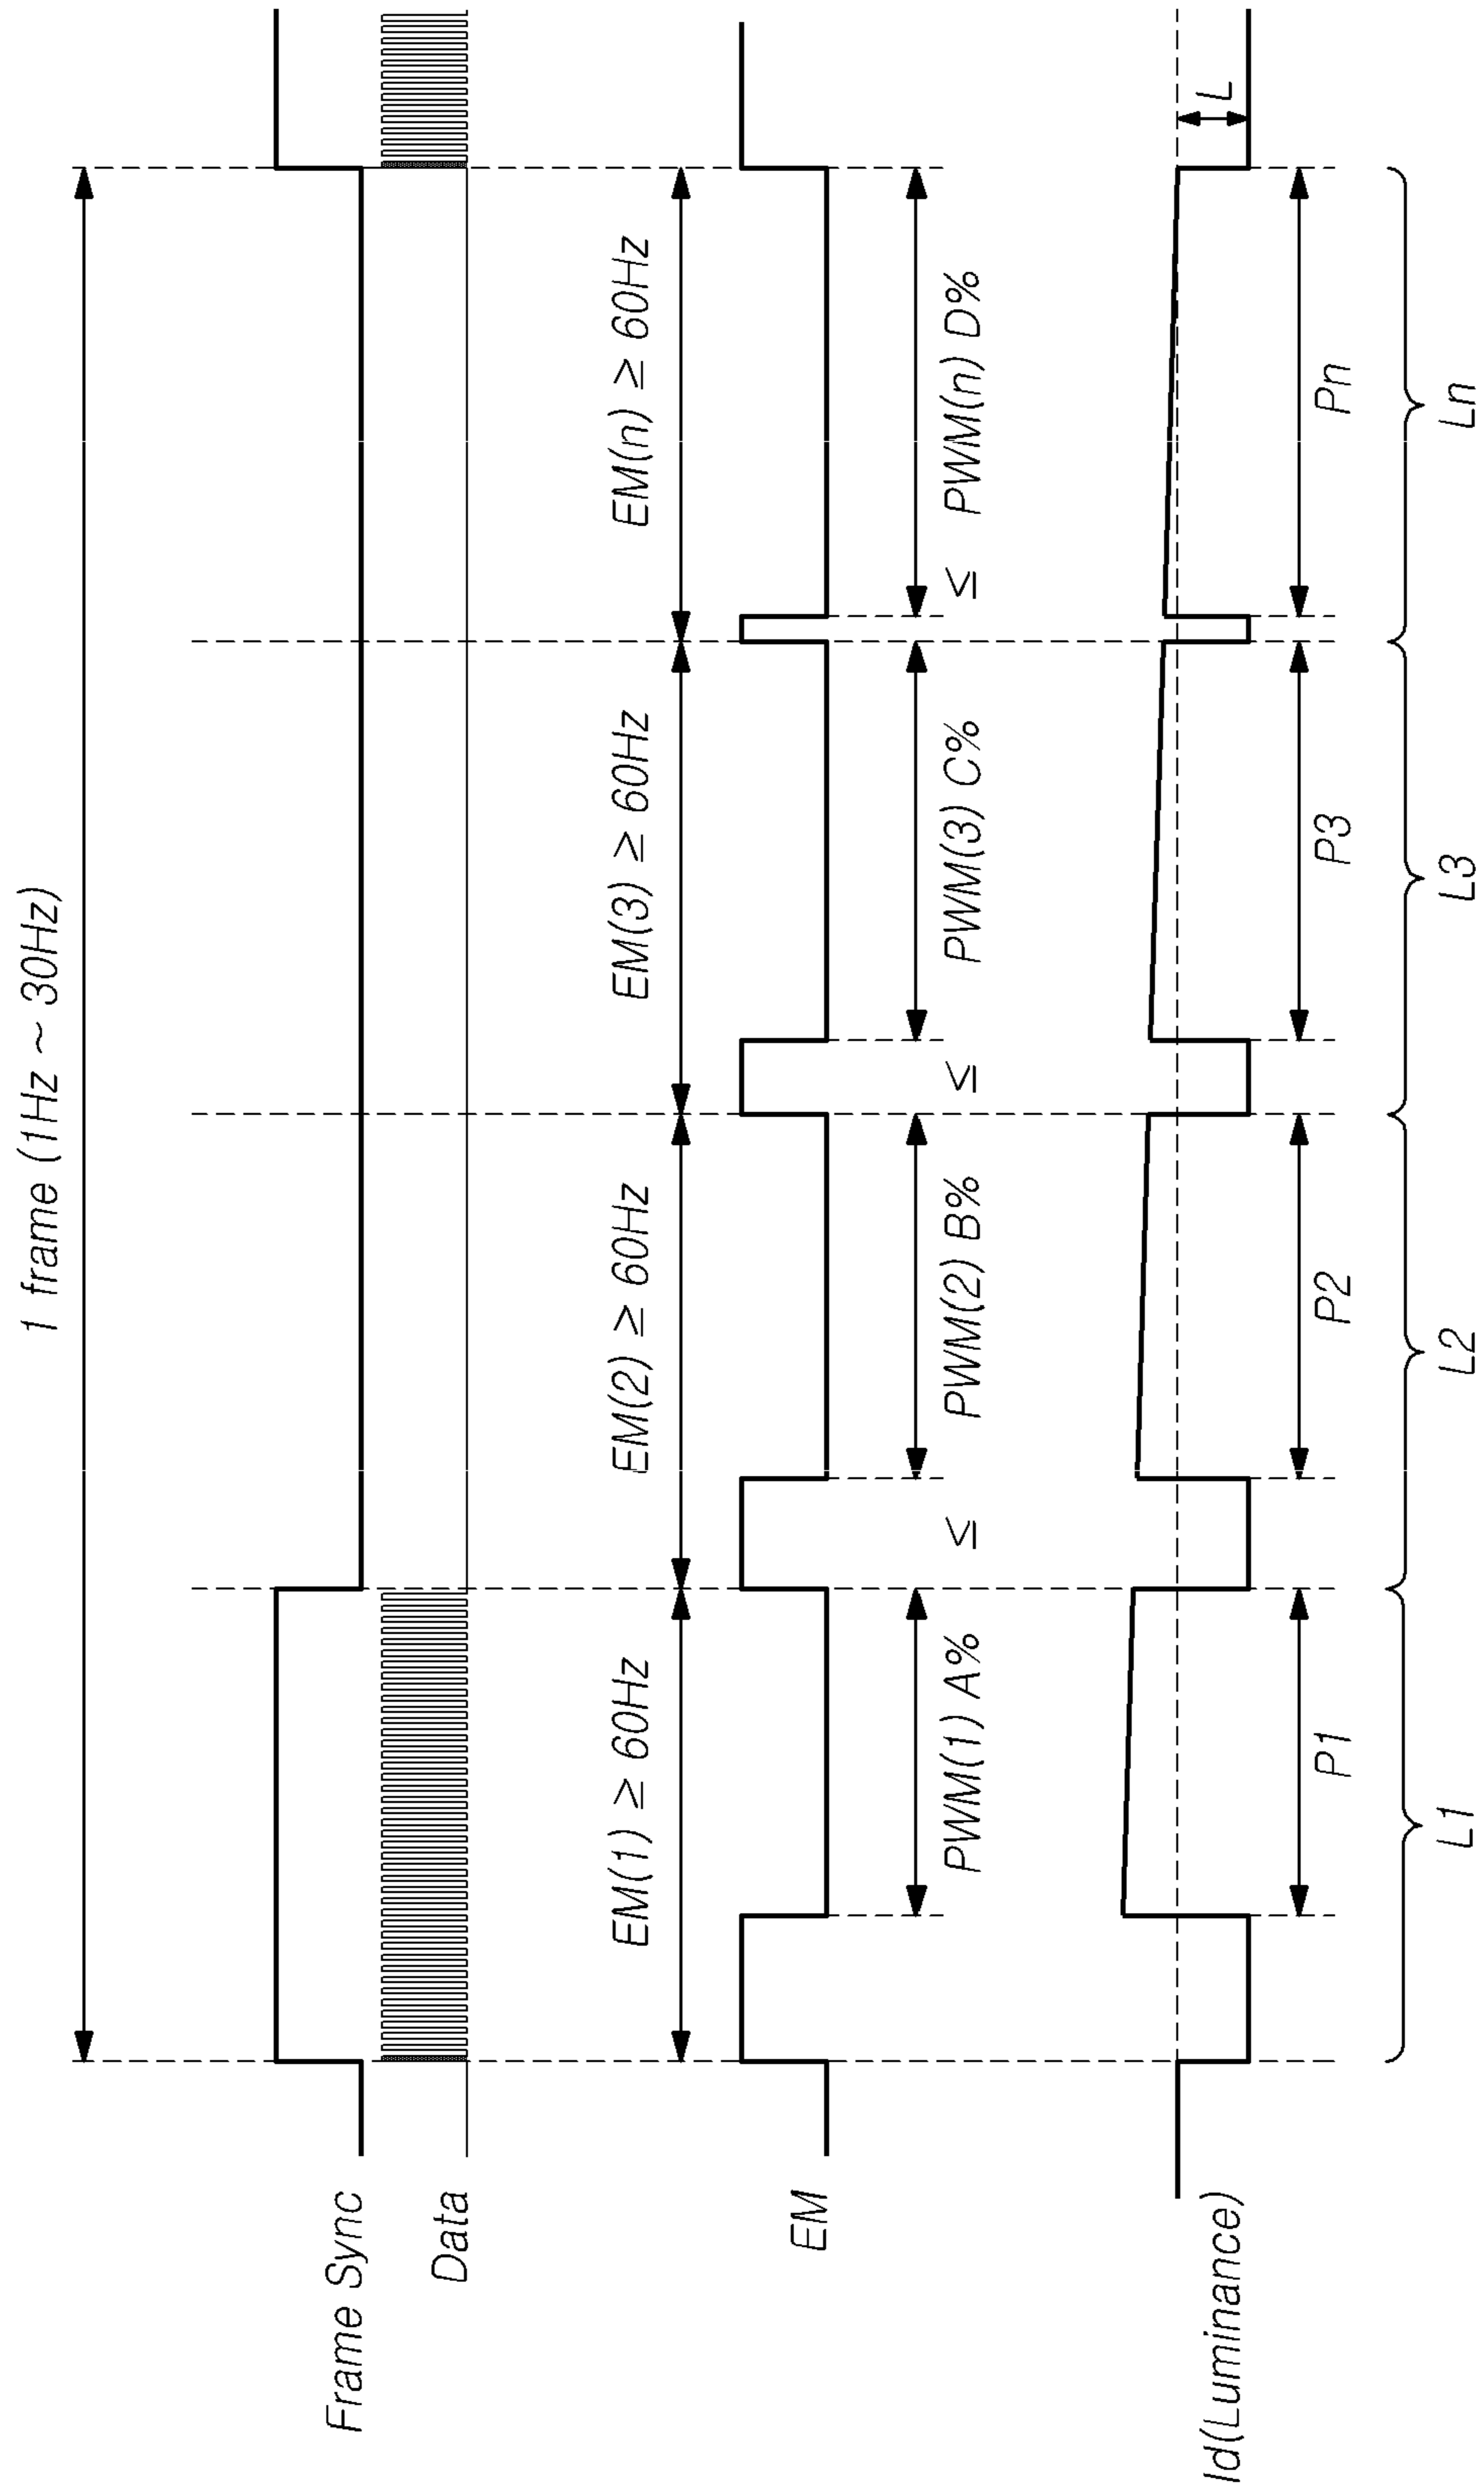 1 frame (1Hz ~ 30Hz)
Frame Sync
Data
EM(1) ≥ 60Hz
EM(2) ≥ 60Hz
EM(3) ≥ 60Hz
EM(n) ≥ 60Hz
EM
PWM(1) A%
≤
PWM(2) B%
≤
PWM(3) C%
≤
PWM(n) D%
Id(Luminance)
L
P1
P2
P3
Pn
L1
L2
L3
Ln